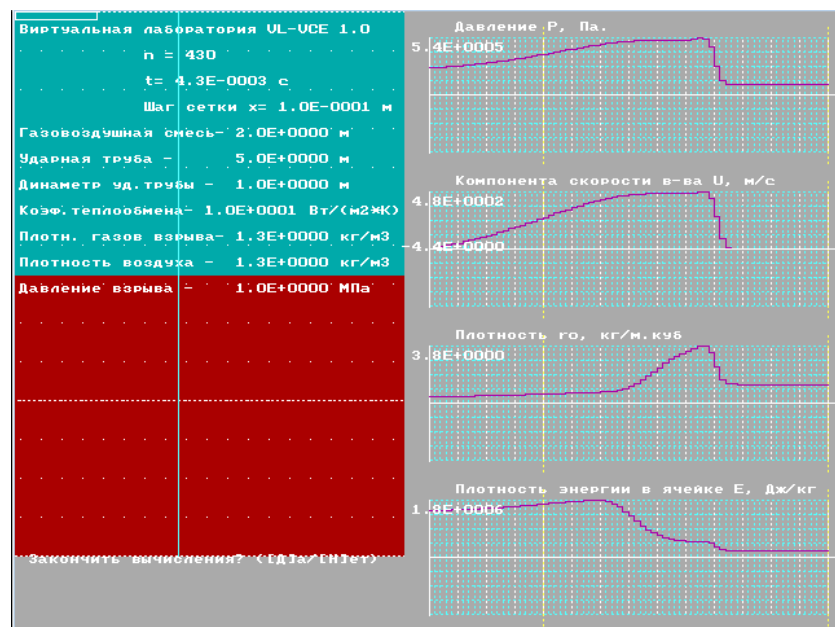 Виртуальная лаборатория VL-VCE 1.0
n = 430
t= 4.3E-0003 с
Шаг сетки x= 1.0E-0001 м
Газовоздушная смесь- 2.0E+0000 м
Ударная труба - 5.0E+0000 м
Динаметр уд.трубы - 1.0E+0000 м
Коэф.теплообмена- 1.0E+0001 Вт/(м2*К)
Плотн. газов взрыва- 1.3E+0000 кг/м3
Плотность воздуха - 1.3E+0000 кг/м3
Давление взрыва - 1.0E+0000 МПа
Закончить вычисления? ([Д]а/[Н]ет)
Давление P, Па.
5.4E+0005
Компонента скорости в-ва U, м/с
4.8E+0002
-4.4E+0000
Плотность ro, кг/м.куб
3.8E+0000
Плотность энергии в ячейке E, Дж/кг
1.8E+0006